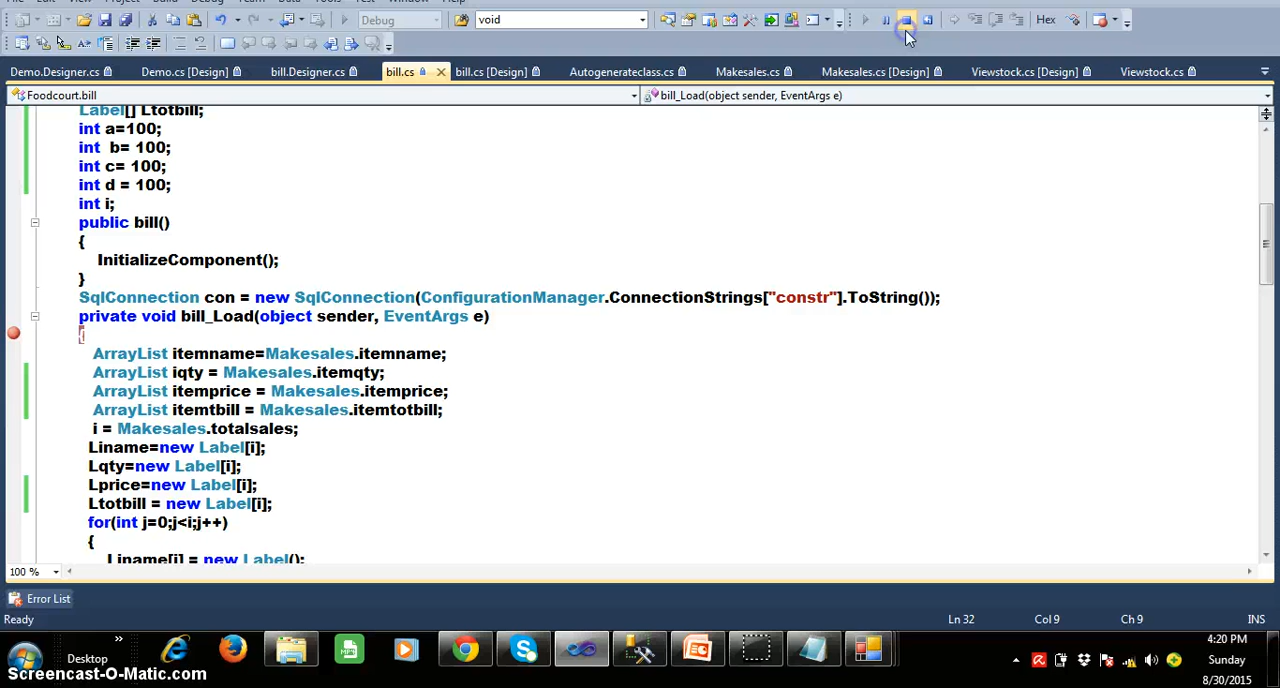 Debug
void
Hex
Demo.Designer.cs
Demo.cs [Design]
bill.Designer.cs
bill.cs
bill.cs [Design]
Autogenerateclass.cs
Makesales.cs
Makesales.cs [Design]
Viewstock.cs [Design]
Viewstock.cs
Foodcourt.bill
bill_Load(object sender, EventArgs e)
Label[] Ltotbill;
int a=100;
int  b= 100;
int c= 100;
int d = 100;
int i;
public bill()
{
InitializeComponent();
}
SqlConnection con = new SqlConnection(ConfigurationManager.ConnectionStrings["constr"].ToString());
private void bill_Load(object sender, EventArgs e)
{
ArrayList itemname=Makesales.itemname;
ArrayList iqty = Makesales.itemqty;
ArrayList itemprice = Makesales.itemprice;
ArrayList itemtbill = Makesales.itemtotbill;
i = Makesales.totalsales;
Liname=new Label[i];
Lqty=new Label[i];
Lprice=new Label[i];
Ltotbill = new Label[i];
for(int j=0;j<i;j++)
{
= new Label();
100 %
Error List
Ready
Ln 32
Col 9
Ch 9
INS
Desktop
»
4:20 PM
Sunday
8/30/2015
Screencast-O-Matic.com